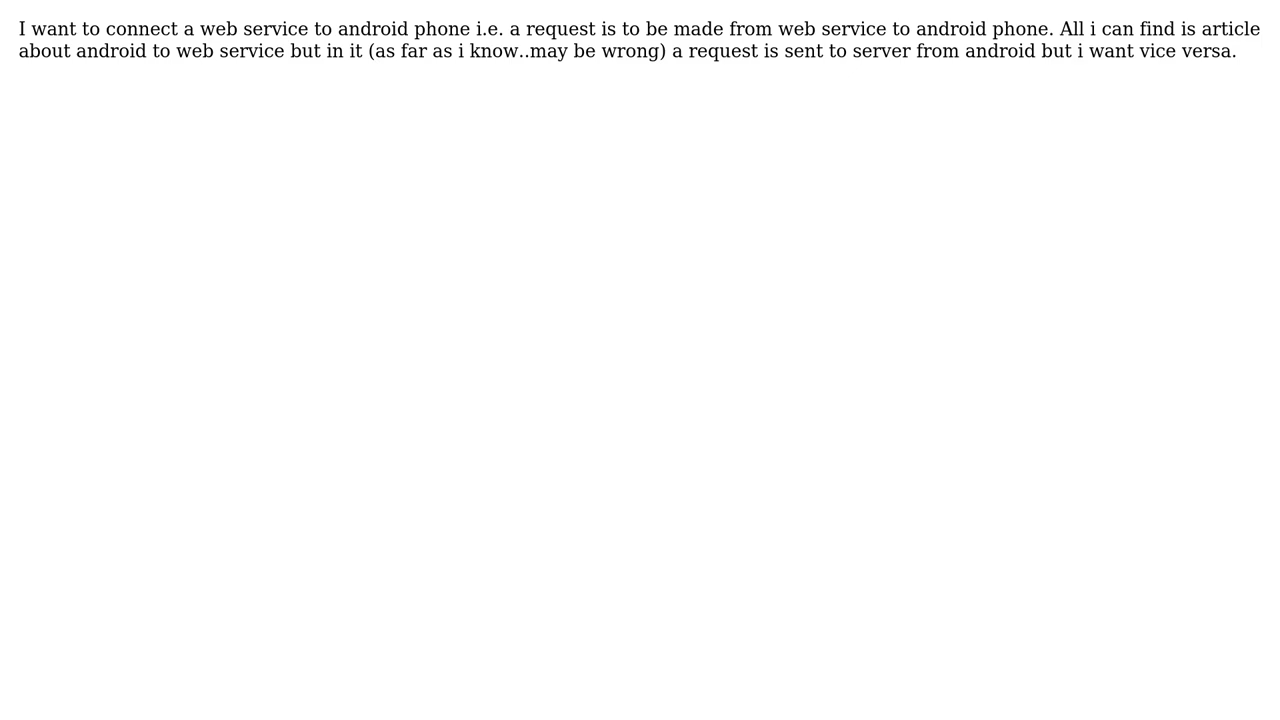 I want to connect a web service to android phone i.e. a request is to be made from web service to android phone. All i can find is article
about android to web service but in it (as far as i know..may be wrong) a request is sent to server from android but i want vice versa.